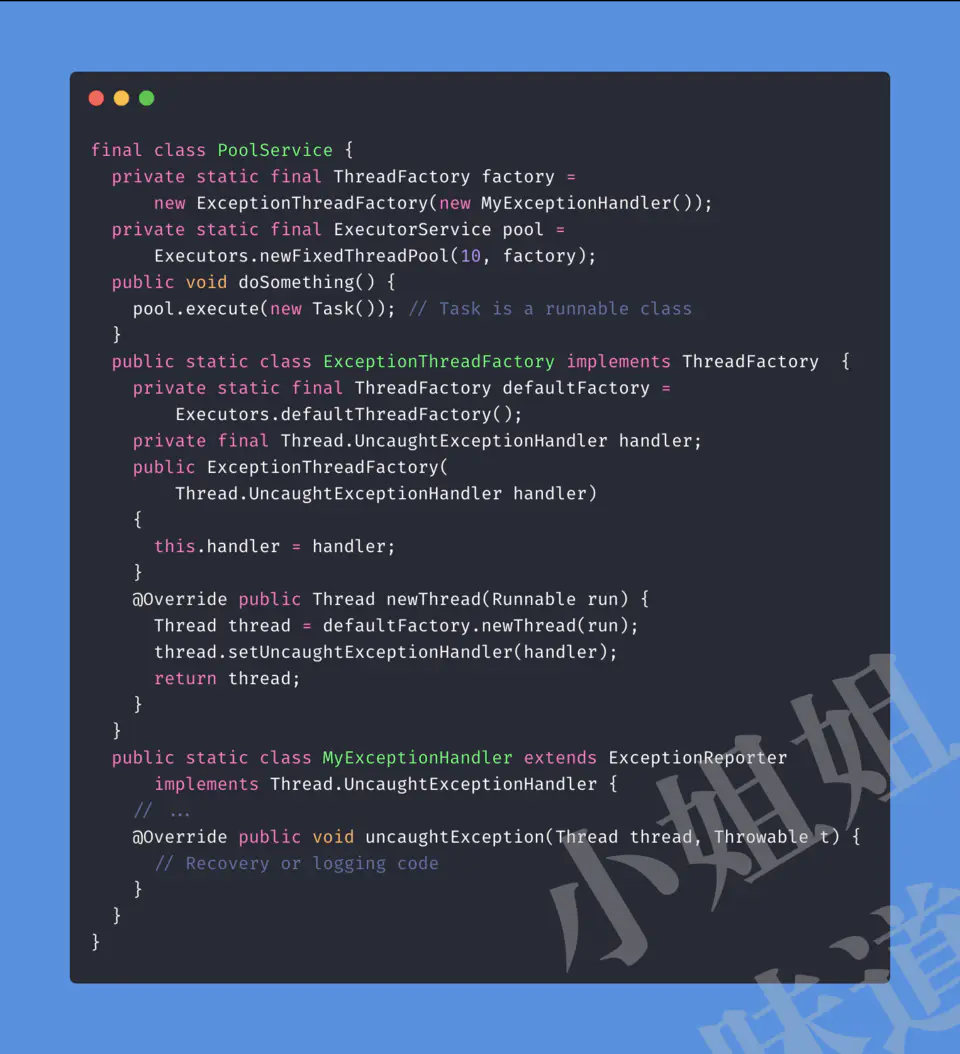 final class PoolService {
  private static final ThreadFactory factory =
      new ExceptionThreadFactory(new MyExceptionHandler());
  private static final ExecutorService pool =
      Executors.newFixedThreadPool(10, factory);
  public void doSomething() {
    pool.execute(new Task()); // Task is a runnable class
  }
  public static class ExceptionThreadFactory implements ThreadFactory  {
    private static final ThreadFactory defaultFactory =
        Executors.defaultThreadFactory();
    private final Thread.UncaughtExceptionHandler handler;
    public ExceptionThreadFactory(
        Thread.UncaughtExceptionHandler handler)
    {
      this.handler = handler;
    }
    @Override public Thread newThread(Runnable run) {
      Thread thread = defaultFactory.newThread(run);
      thread.setUncaughtExceptionHandler(handler);
      return thread;
    }
  }
  public static class MyExceptionHandler extends ExceptionReporter
      implements Thread.UncaughtExceptionHandler {
    // ...
    @Override public void uncaughtException(Thread thread, Throwable t) {
      // Recovery or logging code
    }
  }
}
小姐姐
味道